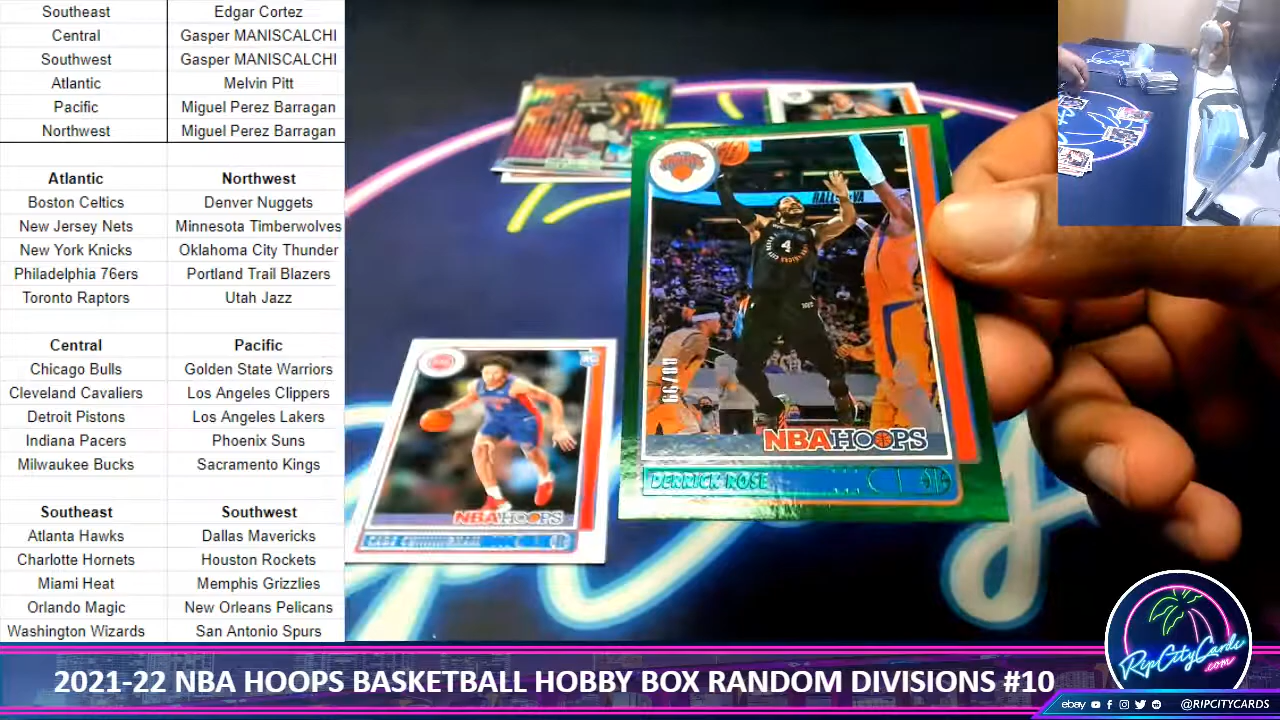 Southeast Edgar Cortez
Central Gasper MANISCALCHI
Southwest Gasper MANISCALCHI
Atlantic Melvin Pitt
Pacific Miguel Perez Barragan
Northwest Miguel Perez Barragan
Atlantic Northwest
Boston Celtics Denver Nuggets
New Jersey Nets Minnesota Timberwolves
New York Knicks Oklahoma City Thunder
Philadelphia 76ers Portland Trail Blazers
Toronto Raptors Utah Jazz
Central Pacific
Chicago Bulls Golden State Warriors
Cleveland Cavaliers Los Angeles Clippers
Detroit Pistons Los Angeles Lakers
Indiana Pacers Phoenix Suns
Milwaukee Bucks Sacramento Kings
Southeast Southwest
Atlanta Hawks Dallas Mavericks
Charlotte Hornets Houston Rockets
Miami Heat Memphis Grizzlies
Orlando Magic New Orleans Pelicans
Washington Wizards San Antonio Spurs
4
NBA HOOPS
DERRICK ROSE
RC
NBA HOOPS
RipCityCards
.com
2021-22 NBA HOOPS BASKETBALL HOBBY BOX RANDOM DIVISIONS #10
ebay @RIPCITYCARDS